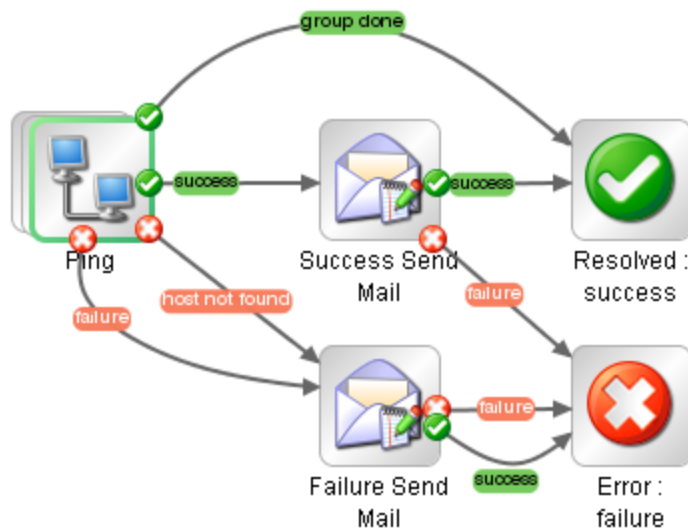 group done
success
success
Ping
Success Send
Mail
Resolved :
success
failure
host not found
failure
failure
success
Failure Send
Mail
Error :
failure